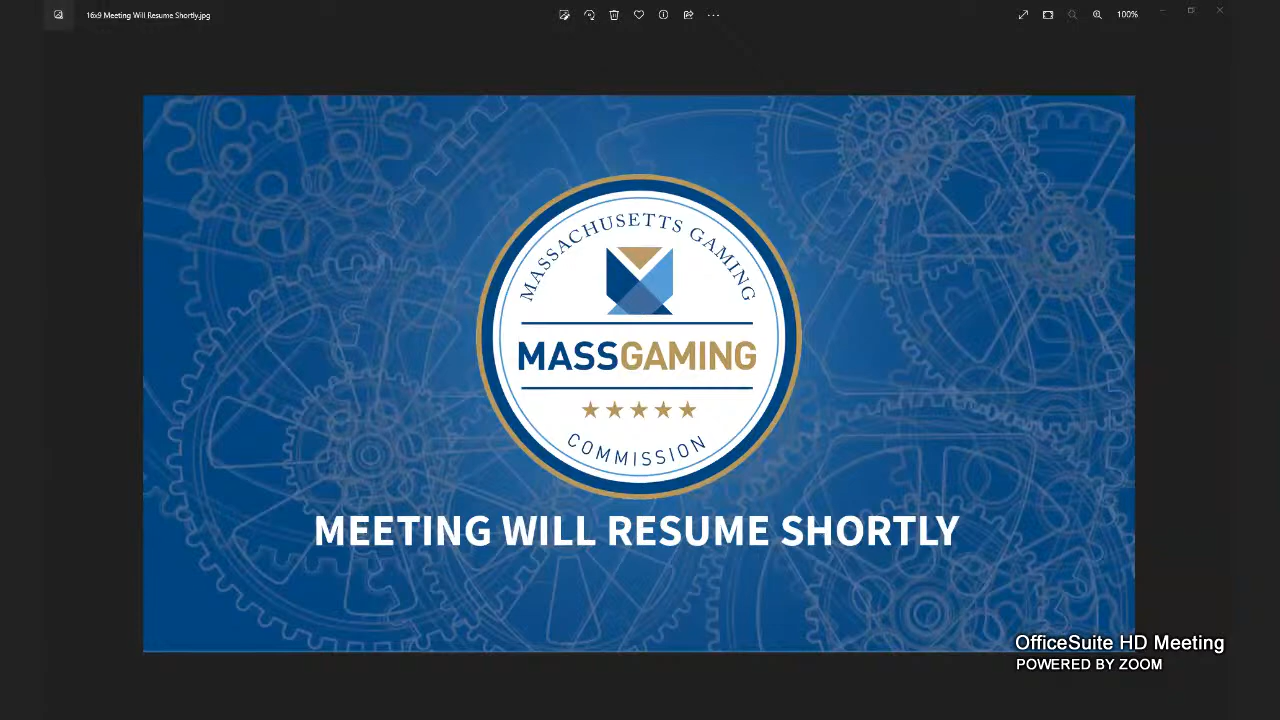 16x9 Meeting Will Resume Shortly.jpg
100%
MASSACHUSETTS GAMING
MASSGAMING
COMMISSION
MEETING WILL RESUME SHORTLY
OfficeSuite HD Meeting
POWERED BY ZOOM